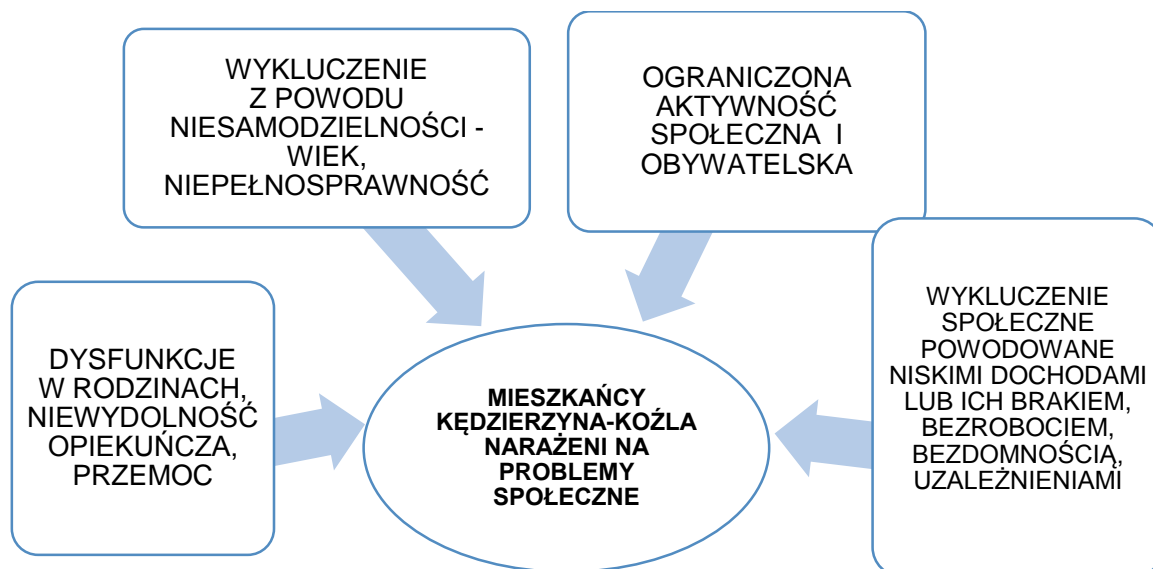 WYKLUCZENIE
Z POWODU
NIESAMODZIELNOŚCI -
WIEK,
NIEPEŁNOSPRAWNOŚĆ
OGRANICZONA
AKTYWNOŚĆ
SPOŁECZNA I
OBYWATELSKA
DYSFUNKCJE
W RODZINACH,
NIEWYDOLNOŚĆ
OPIEKUŃCZA,
PRZEMOC
MIESZKAŃCY
KĘDZIERZYNA-KOŹLA
NARAŻENI NA
PROBLEMY
SPOŁECZNE
WYKLUCZENIE
SPOŁECZNE
POWODOWANE
NISKIMI DOCHODAMI
LUB ICH BRAKIEM,
BEZROBOCIEM,
BEZDOMNOŚCIĄ,
UZALEŻNIENIAMI